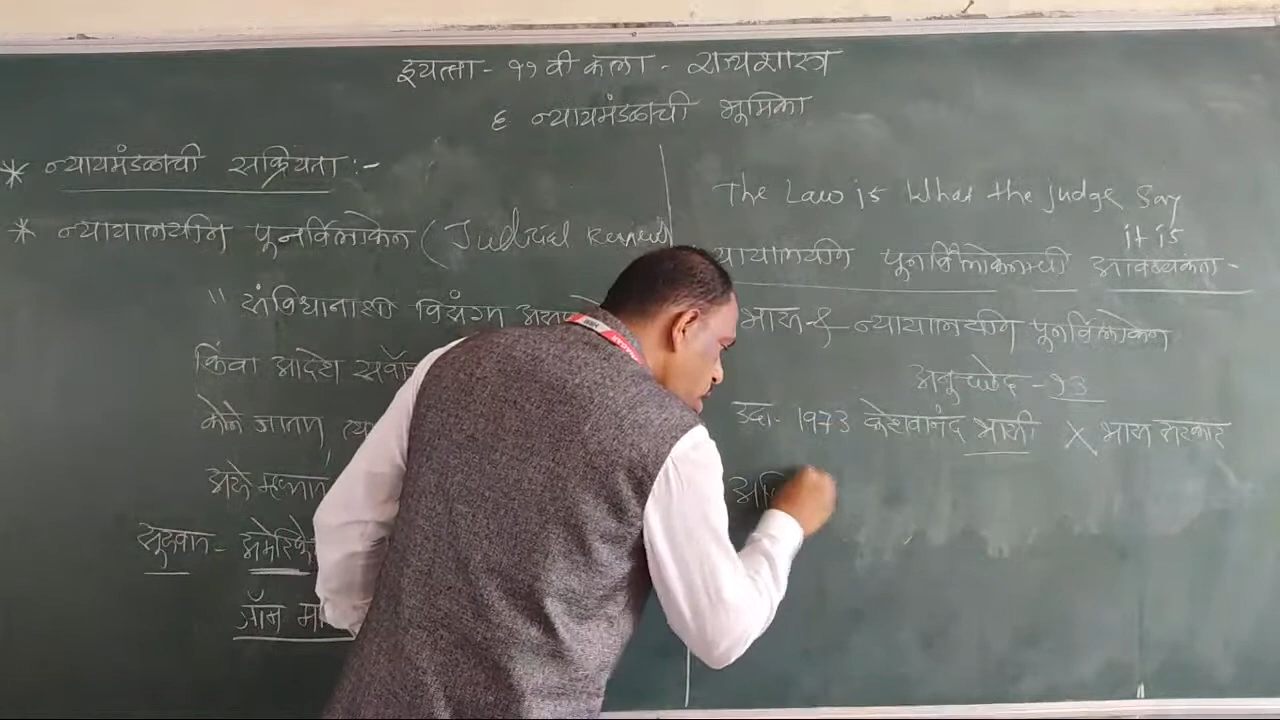 इयत्ता - ११ वी कला - राज्यशास्त्र
६ न्यायमंडळाची भूमिका
* न्यायमंडळाची सक्रियता :-
* न्यायालयीन पूनर्विलोकन (Judicial Review)
" संविधानाशी विसंगत
किंवा आदेश सर्वोच
असे म्हणतात
सुरुवात - अमेरिके
जॉन मा
The Law is What the judge Say
it is
न्यायालयीन पूनर्विलोकनाची आवश्यकता -
भारत & न्यायालयीन पूनर्विलोकन
अनुच्छेद - १३
उदा. 1973 केशवानंद भारती X भारत सरकार